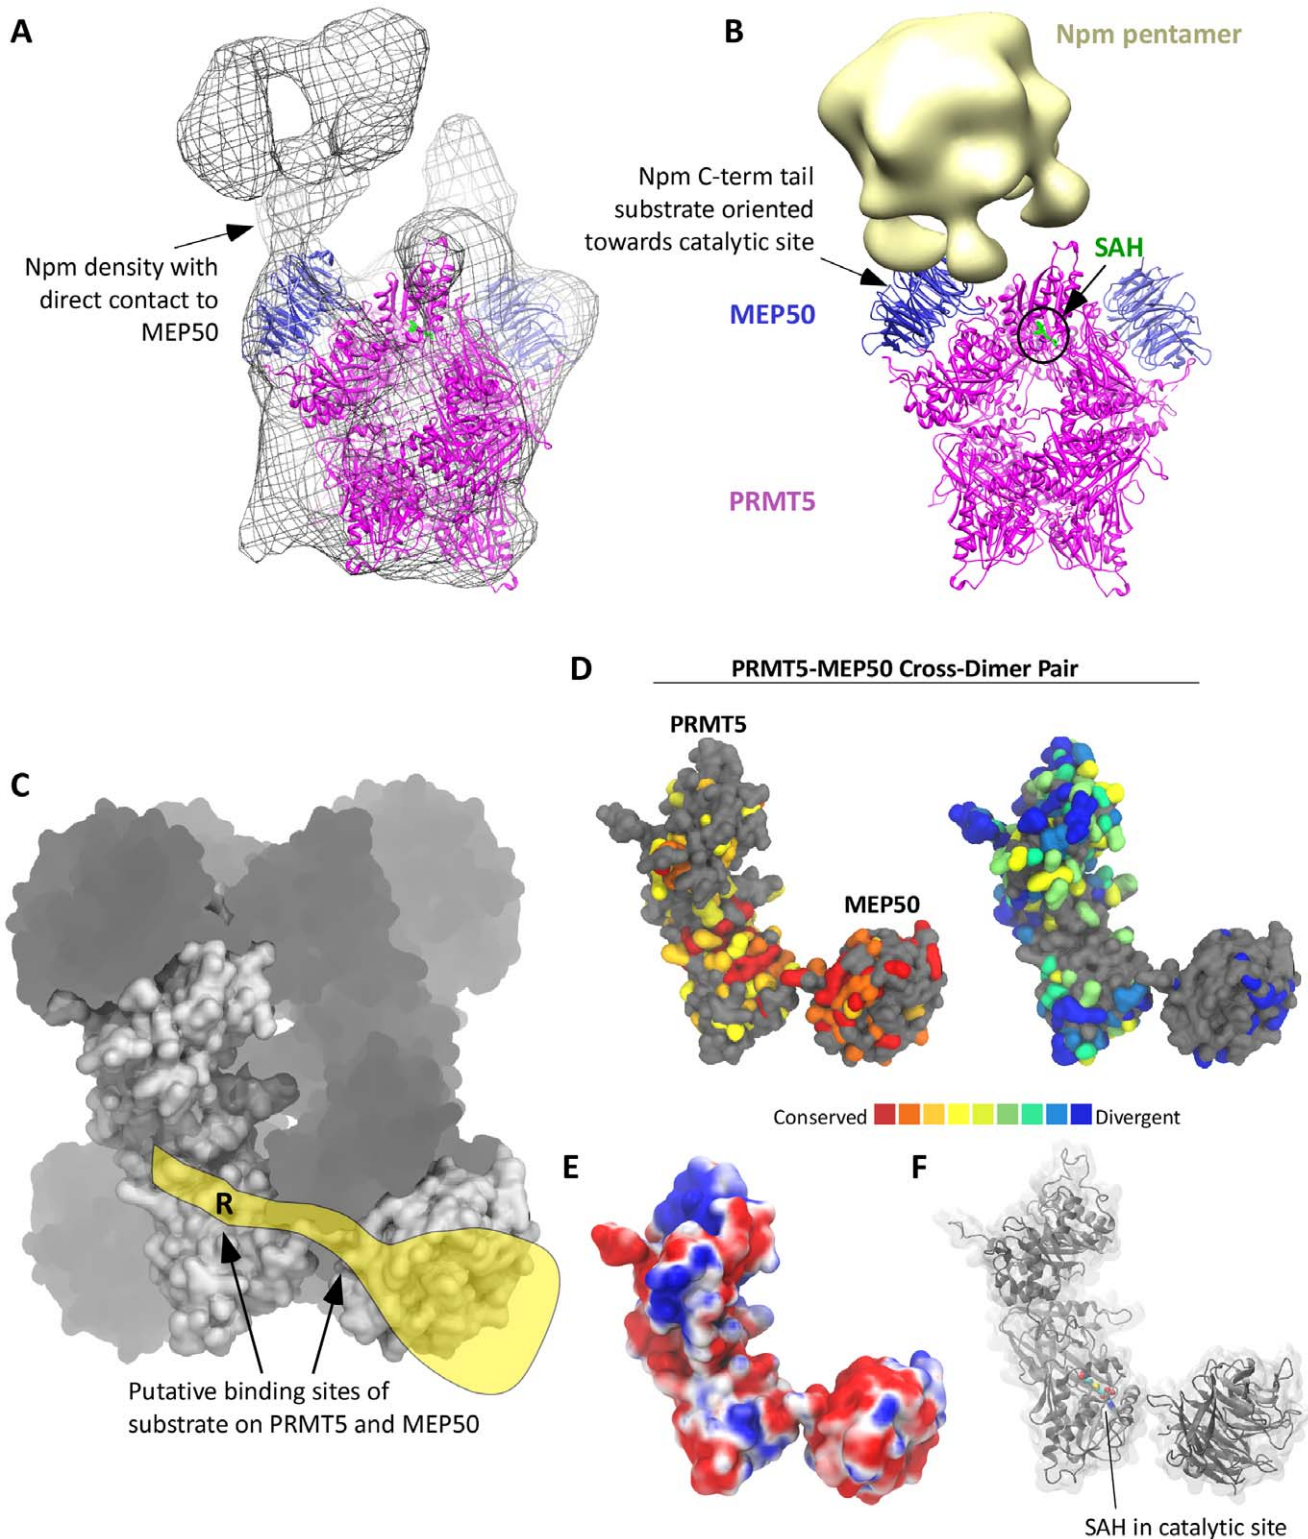 A
Npm density with
direct contact to
MEP50
B
Npm pentamer
Npm C-term tail
substrate oriented
towards catalytic site
SAH
MEP50
PRMT5
C
R
Putative binding sites of
substrate on PRMT5 and MEP50
D
PRMT5-MEP50 Cross-Dimer Pair
PRMT5
MEP50
Conserved Divergent
E
F
SAH in catalytic site